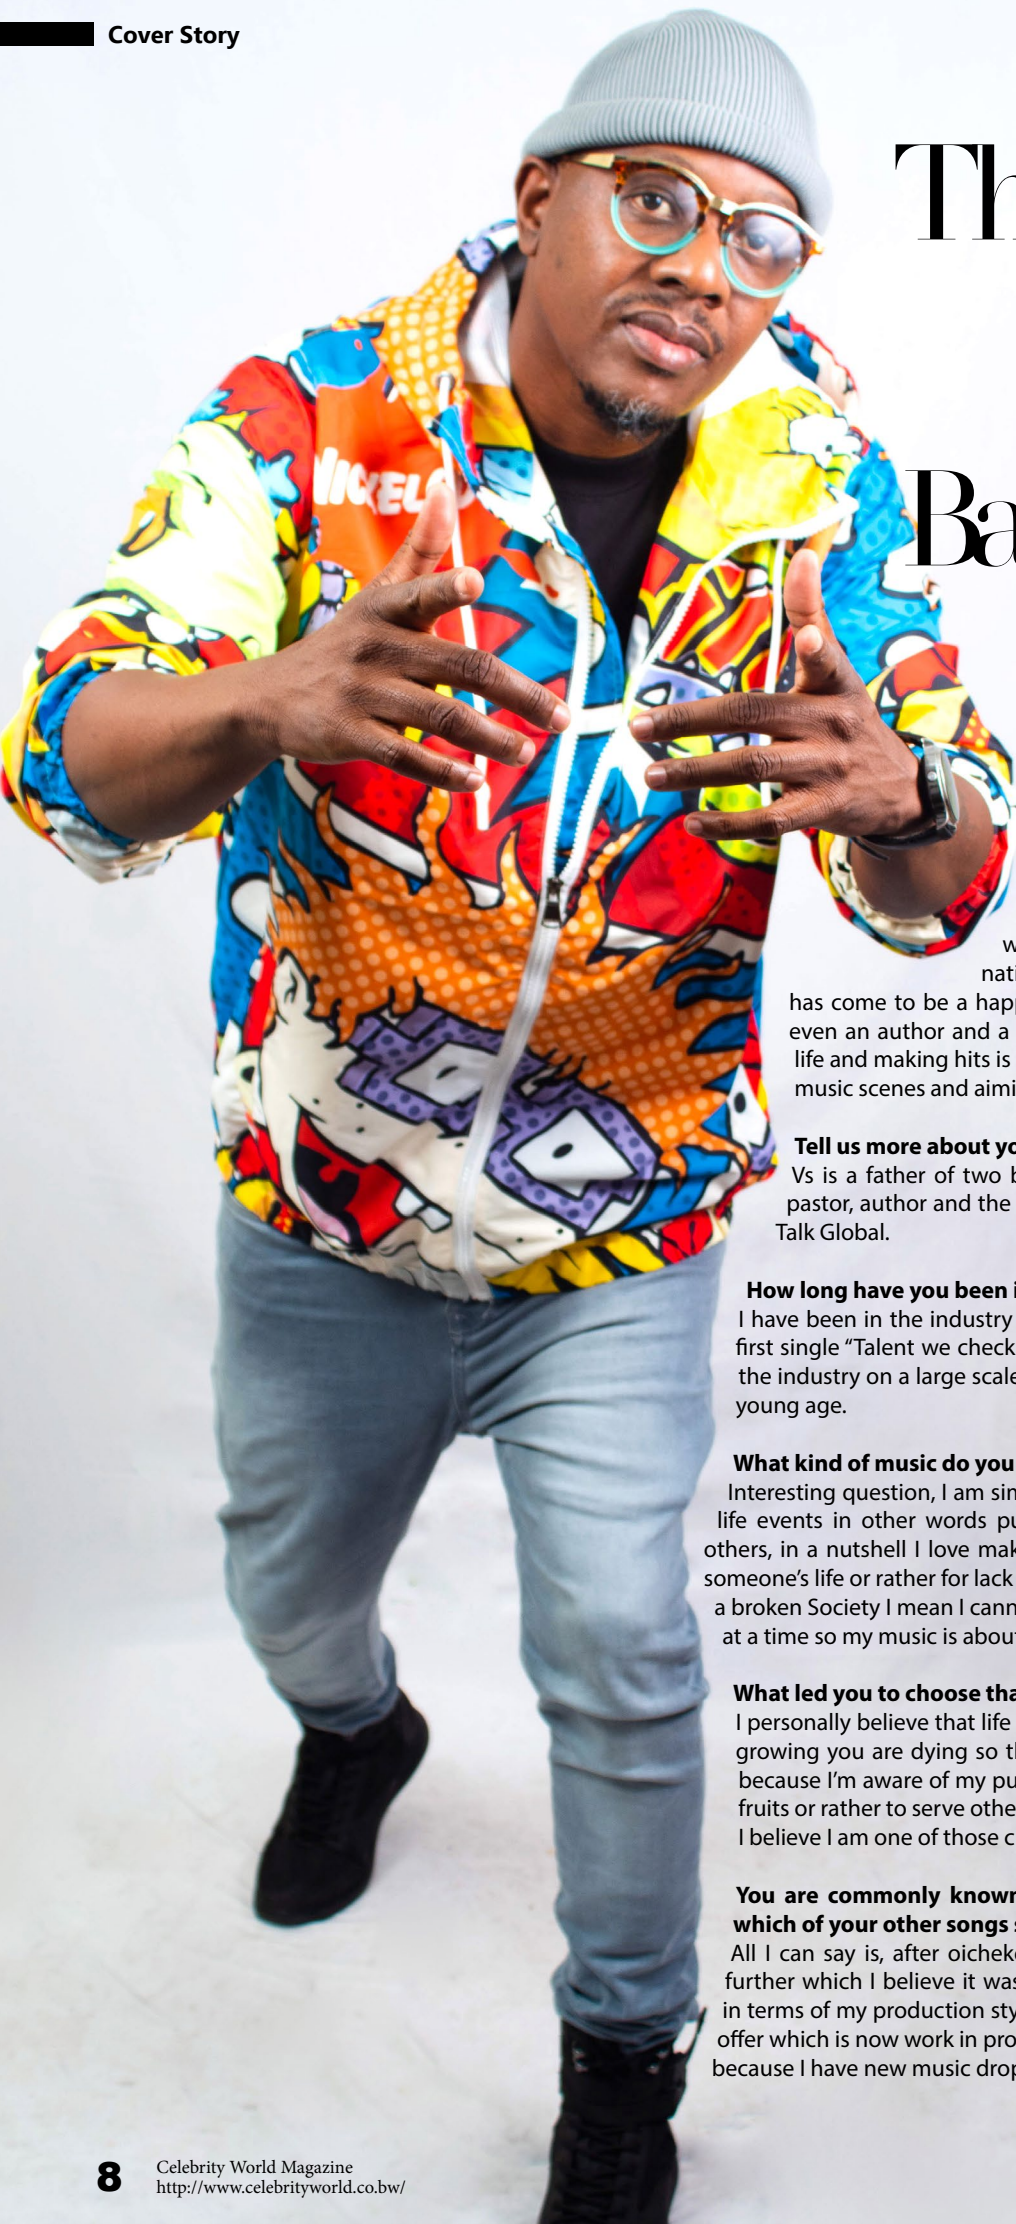 Cover Story
Th
NICKELO
Ba
w
nati
has come to be a happ
even an author and a
life and making hits is
music scenes and aimi
Tell us more about yo
Vs is a father of two b
pastor, author and the
Talk Global.
How long have you been i
I have been in the industry
first single “Talent we check
the industry on a large scale
young age.
What kind of music do you
Interesting question, I am sin
life events in other words pu
others, in a nutshell I love mak
someone’s life or rather for lack
a broken Society I mean I cann
at a time so my music is about
What led you to choose tha
I personally believe that life
growing you are dying so th
because I’m aware of my pu
fruits or rather to serve othe
I believe I am one of those c
You are commonly known
which of your other songs s
All I can say is, after oicheke
further which I believe it was
in terms of my production sty
offer which is now work in pro
because I have new music drop
8
Celebrity World Magazine
http://www.celebrityworld.co.bw/